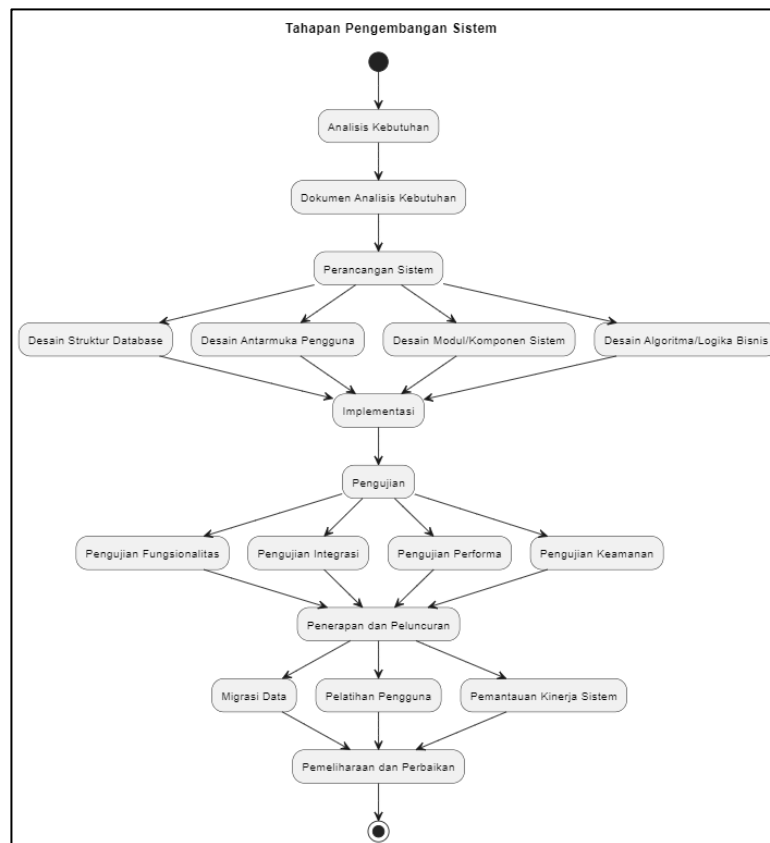 Tahapan Pengembangan Sistem
Analisis Kebutuhan
Dokumen Analisis Kebutuhan
Perancangan Sistem
Desain Struktur Database
Desain Antarmuka Pengguna
Desain Modul/Komponen Sistem
Desain Algoritma/Logika Bisnis
Implementasi
Pengujian
Pengujian Fungsionalitas
Pengujian Integrasi
Pengujian Performa
Pengujian Keamanan
Penerapan dan Peluncuran
Migrasi Data
Pelatihan Pengguna
Pemantauan Kinerja Sistem
Pemeliharaan dan Perbaikan